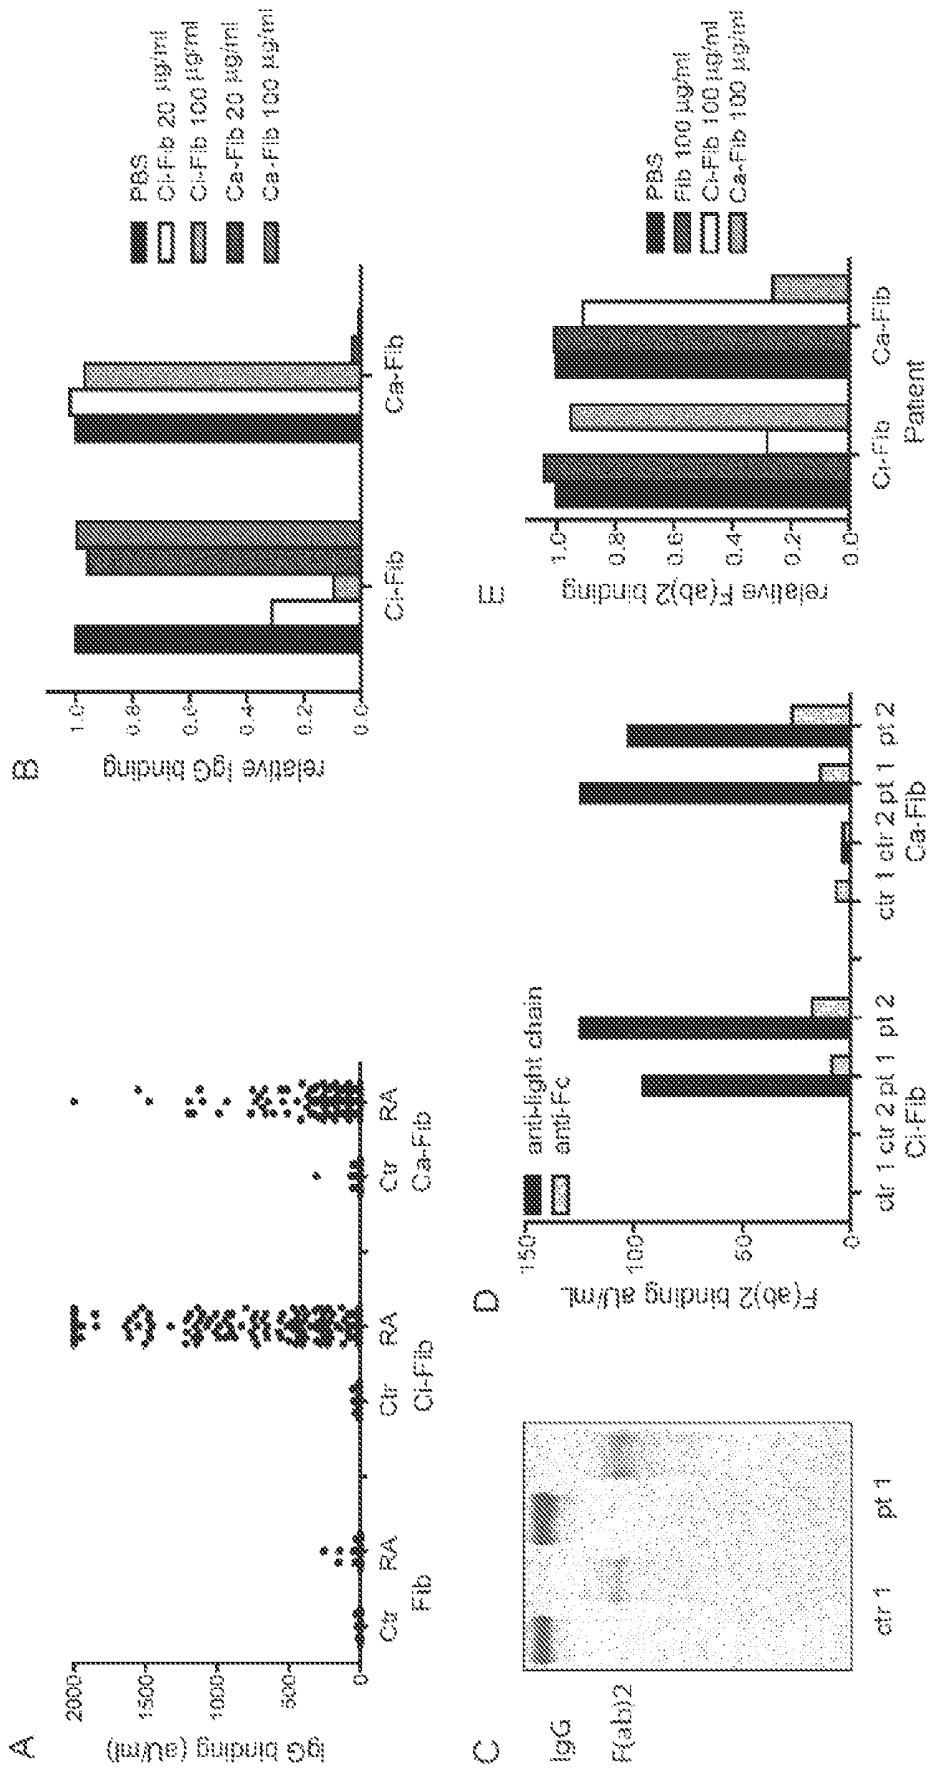 A
IgG binding (aU/ml)
2000
1500
1000
500
0
Ctr RA Ctr RA Ctr RA
Fib Ci-Fib Ca-Fib
B
relative IgG binding
1.0
0.8
0.6
0.4
0.2
0.0
Ci-Fib Ca-Fib
PBS
Ci-Fib 20 µg/ml
Ci-Fib 100 µg/ml
Ca-Fib 20 µg/ml
Ca-Fib 100 µg/ml
C
IgG
F(ab)2
ctr 1 pt 1
D
F(ab)2 binding aU/mL
150
100
50
0
anti-light chain
anti-Fc
ctr 1 ctr 2 pt 1 pt 2 ctr 1 ctr 2 pt 1 pt 2
Ci-Fib Ca-Fib
E
relative F(ab)2 binding
1.0
0.8
0.6
0.4
0.2
0.0
Ci-Fib Ca-Fib
Patient
PBS
Fib 100 µg/ml
Ci-Fib 100 µg/ml
Ca-Fib 100 µg/ml